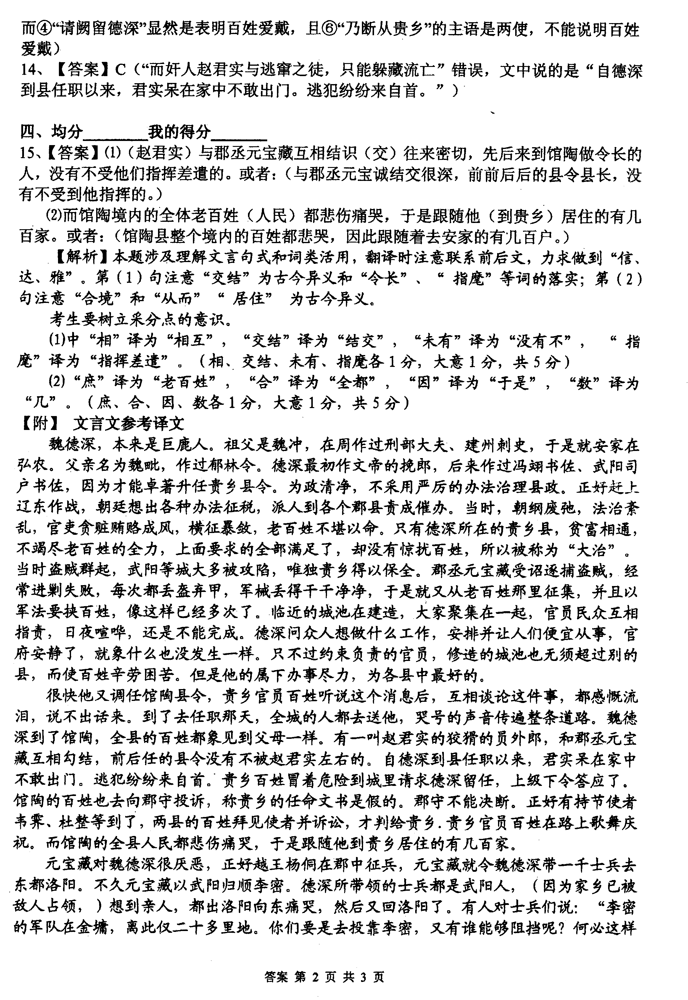 而④“请阙留德深”显然是表明百姓爱戴，且⑥“乃断从贵乡”的主语是两使，不能说明百姓
爱戴）
14、【答案】C（“而奸人赵君实与逃窜之徒，只能躲藏流亡”错误，文中说的是“自德深
到县任职以来，君实呆在家中不敢出门。逃犯纷纷来自首。”）
四、均分________我的得分_______
15、【答案】⑴（赵君实）与郡丞元宝藏互相结识（交）往来密切，先后来到馆陶做令长的
人，没有不受他们指挥差遣的。或者：（与郡丞元宝诚结交很深，前前后后的县令县长，没
有不受到他指挥的。）
⑵而馆陶境内的全体老百姓（人民）都悲伤痛哭，于是跟随他（到贵乡）居住的有几
百家。或者：（馆陶县整个境内的百姓都悲哭，因此跟随着去安家的有几百户。）
【解析】本题涉及理解文言句式和词类活用，翻译时注意联系前后文，力求做到“信、
达、雅”。第（1）句注意“交结”为古今异义和“令长”、“ 指麾”等词的落实；第（2）
句注意“合境”和“从而”“ 居住” 为古今异义。
考生要树立采分点的意识。
⑴中“相”译为“相互”，“交结”译为“结交”，“未有”译为“没有不”， “ 指
麾”译为“指挥差遣”。（相、交结、未有、指麾各 1 分，大意 1 分，共 5 分）
⑵“庶”译为“老百姓”，“合”译为“全都”，“因”译为“于是”，“数”译为
“几”。（庶、合、因、数各 1 分，大意 1 分，共 5 分）
【附】 文言文参考译文
魏德深，本来是巨鹿人。祖父是魏冲，在周作过刑部大夫、建州刺史，于是就安家在
弘农。父亲名为魏毗，作过郁林令。德深最初作文帝的挽郎，后来作过冯翊书佐、武阳司
户书佐，因为才能卓著升任贵乡县令。为政清净，不采用严厉的办法治理县政。正好赶上
辽东作战，朝廷想出各种办法征税，派人到各个郡县责成催办。当时，朝纲废弛，法治紊
乱，官吏贪赃贿赂成风，横征暴敛，老百姓不堪以命。只有德深所在的贵乡县，贫富相通，
不竭尽老百姓的全力，上面要求的全部满足了，却没有惊扰百姓，所以被称为“大治”。
当时盗贼群起，武阳等城大多被攻陷，唯独贵乡得以保全。郡丞元宝藏受诏逐捕盗贼，经
常进剿失败，每次都丢盔弃甲，军械丢得干干净净，于是就又从老百姓那里征集，并且以
军法要挟百姓，像这样已经多次了。临近的城池在建造，大家聚集在一起，官员民众互相
指责，日夜喧哗，还是不能完成。德深问众人想做什么工作，安排并让人们便宜从事，官
府安静了，就象什么也没发生一样。只不过约束负责的官员，修造的城池也无须超过别的
县，而使百姓辛劳困苦。但是他的属下办事尽力，为各县中最好的。
很快他又调任馆陶县令，贵乡官员百姓听说这个消息后，互相谈论这件事，都感慨流
泪，说不出话来。到了去任职那天，全城的人都去送他，哭号的声音传遍整条道路。魏德
深到了馆陶，全县的百姓都象见到父母一样。有一叫赵君实的狡猾的员外郎，和郡丞元宝
藏互相勾结，前后任的县令没有不被赵君实左右的。自德深到县任职以来，君实呆在家中
不敢出门。逃犯纷纷来自首。贵乡百姓冒着危险到城里请求德深留任，上级下令答应了。
馆陶的百姓也去向郡守投诉，称贵乡的任命文书是假的。郡守不能决断。正好有持节使者
韦霁、杜整等到了，两县的百姓拜见使者并诉讼，才判给贵乡.贵乡官员百姓在路上歌舞庆
祝。而馆陶的全县人民都悲伤痛哭，于是跟随他到贵乡居住的有几百家。
元宝藏对魏德深很厌恶，正好越王杨侗在郡中征兵，元宝藏就令魏德深带一千士兵去
东都洛阳。不久元宝藏以武阳归顺李密。德深所带领的士兵都是武阳人，（因为家乡已被
敌人占领，）想到亲人，都出洛阳向东痛哭，然后又回洛阳了。有人对士兵们说：“李密
的军队在金墉，离此仅二十多里地。你们要是去投靠李密，又有谁能够阻挡呢？何必这样
答案 第 2 页 共 3 页